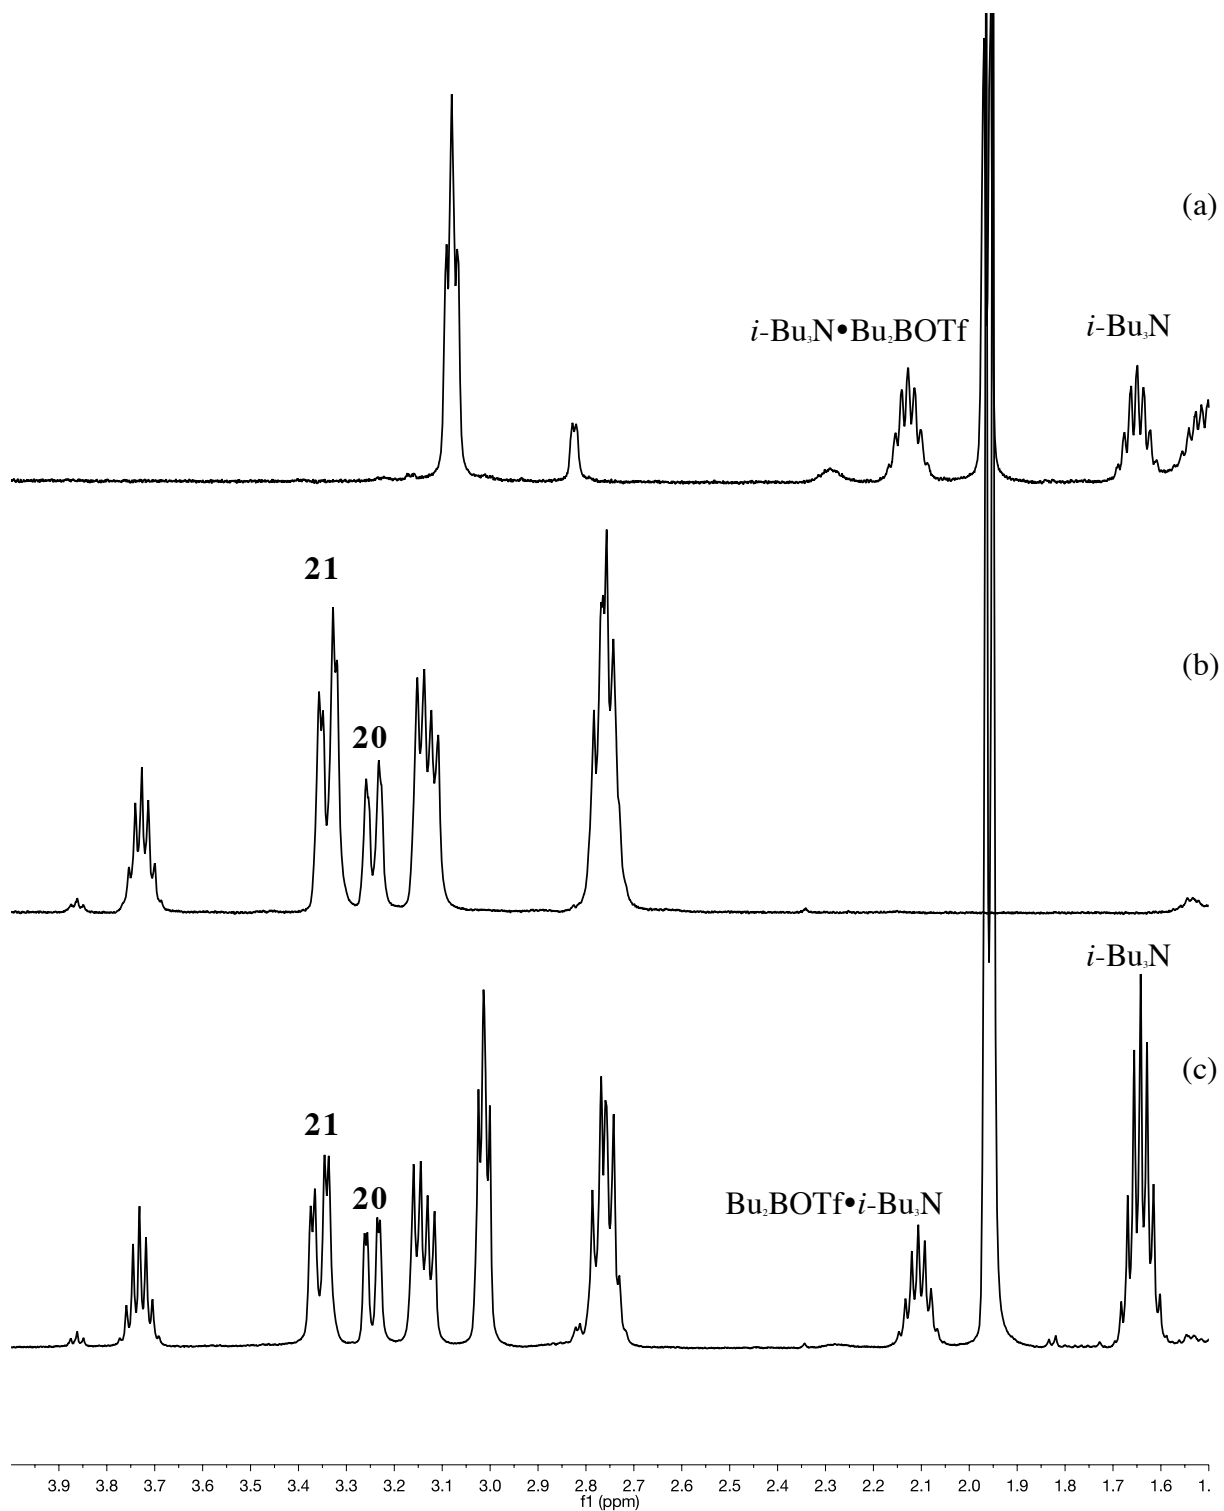 (a)
i-Bu₃N•Bu₂BOTf
i-Bu₃N
21
(b)
20
i-Bu₃N
(c)
21
20
Bu₂BOTf•i-Bu₃N
3.9 3.8 3.7 3.6 3.5 3.4 3.3 3.2 3.1 3.0 2.9 2.8 2.7 2.6 2.5 2.4 2.3 2.2 2.1 2.0 1.9 1.8 1.7 1.6 1.
f1 (ppm)